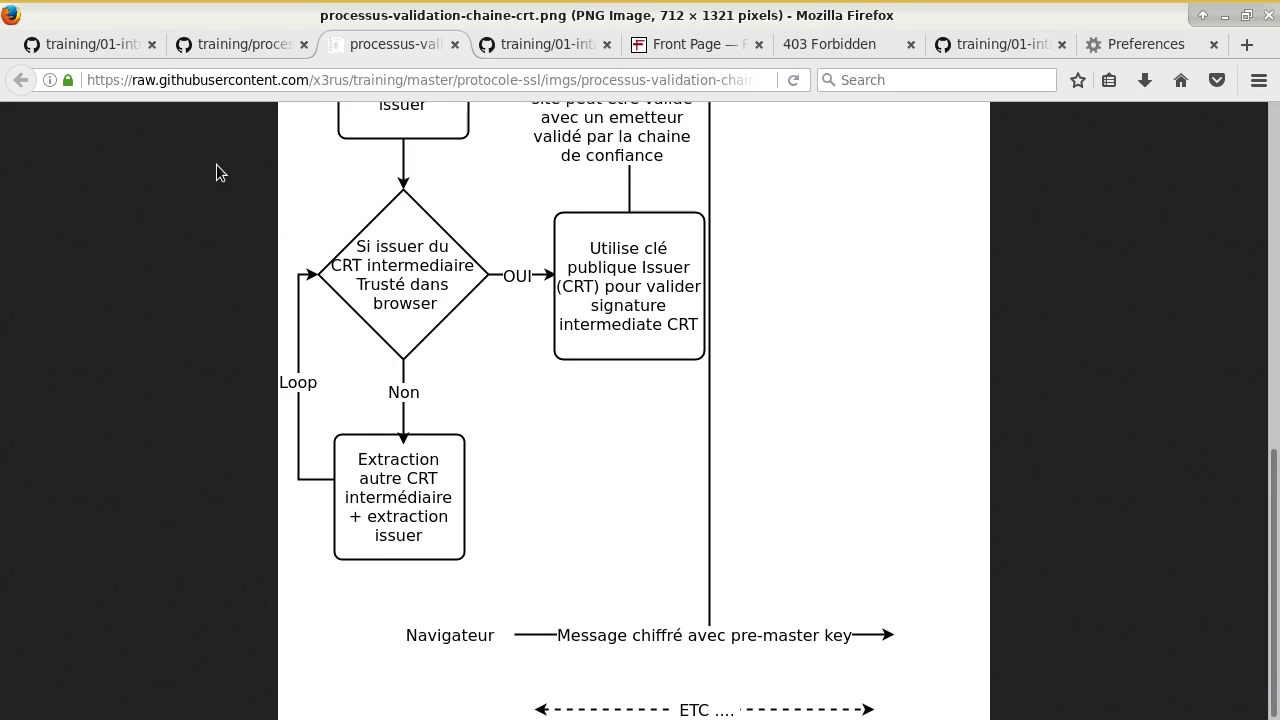 processus-validation-chaine-crt.png (PNG Image, 712 × 1321 pixels) - Mozilla Firefox
training/01-int
training/proces
processus-vali
training/01-int
Front Page — F
403 Forbidden
training/01-int
Preferences
https://raw.githubusercontent.com/x3rus/training/master/protocole-ssl/imgs/processus-validation-chain
Search
issuer
site peut être validé
avec un emetteur
validé par la chaine
de confiance
Si issuer du
CRT intermediaire
Trusté dans
browser
OUI
Utilise clé
publique Issuer
(CRT) pour valider
signature
intermediate CRT
Loop
Non
Extraction
autre CRT
intermédiaire
+ extraction
issuer
Navigateur
Message chiffré avec pre-master key
ETC ....